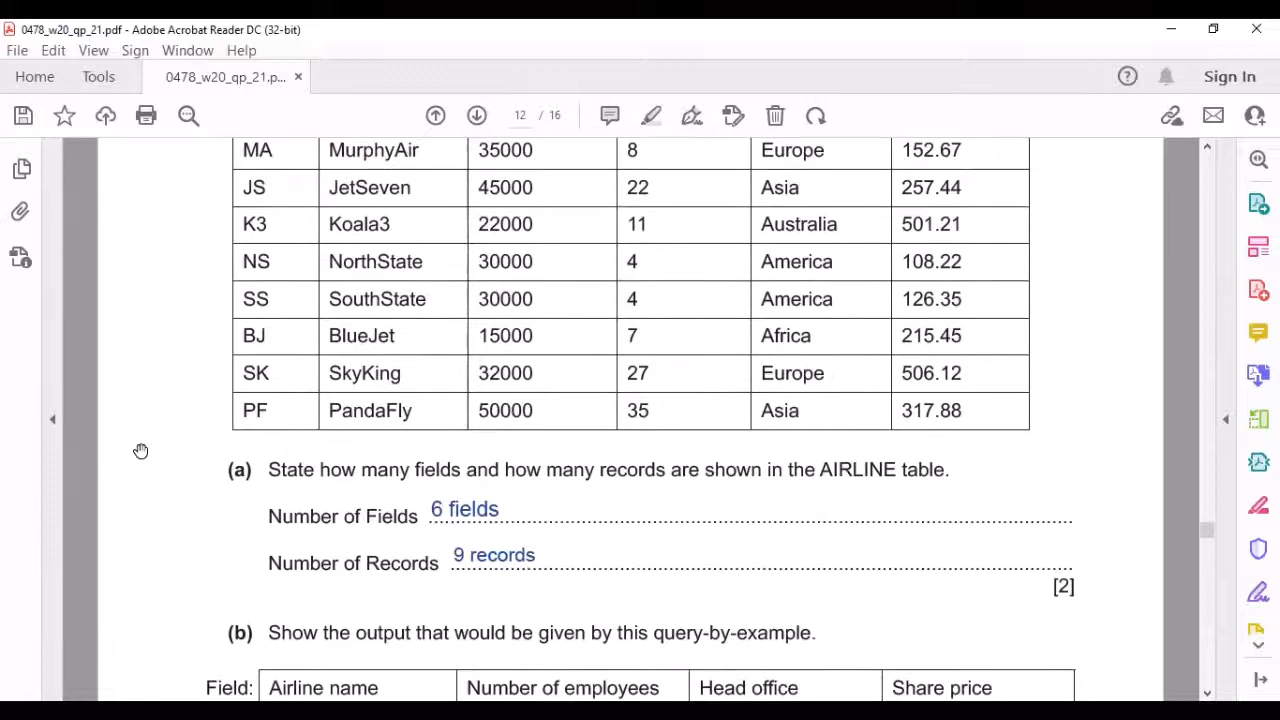 0478_w20_qp_21.pdf - Adobe Acrobat Reader DC (32-bit)
File Edit View Sign Window Help
Home Tools 0478_w20_qp_21.p... × Sign In
12 / 16
MA MurphyAir 35000 8 Europe 152.67
JS JetSeven 45000 22 Asia 257.44
K3 Koala3 22000 11 Australia 501.21
NS NorthState 30000 4 America 108.22
SS SouthState 30000 4 America 126.35
BJ BlueJet 15000 7 Africa 215.45
SK SkyKing 32000 27 Europe 506.12
PF PandaFly 50000 35 Asia 317.88
(a) State how many fields and how many records are shown in the AIRLINE table.
Number of Fields 6 fields
Number of Records 9 records
[2]
(b) Show the output that would be given by this query-by-example.
Field: Airline name Number of employees Head office Share price